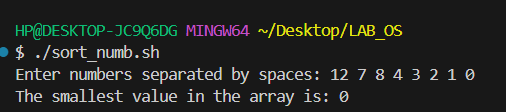 HP@DESKTOP-JC9Q6DG MINGW64 ~/Desktop/LAB_OS
$ ./sort_numb.sh
Enter numbers separated by spaces: 12 7 8 4 3 2 1 0
The smallest value in the array is: 0